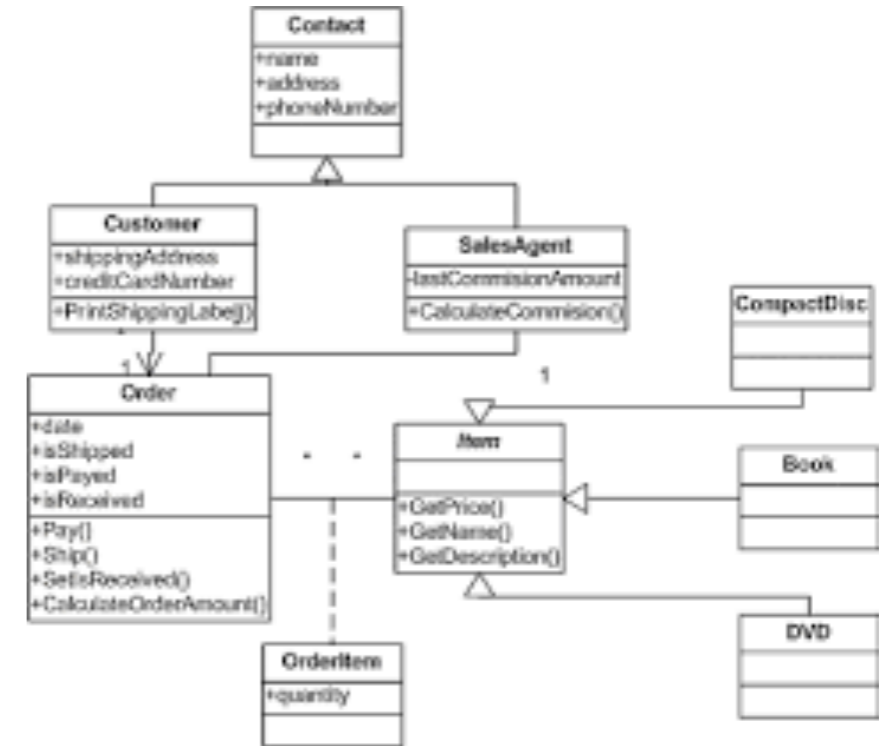 Contact
+name
+address
+phoneNumber
Customer
+shippingAddress
+creditCardNumber
+PrintShippingLabel()
SalesAgent
-lastCommisionAmount
+CalculateCommision()
CompactDisc
1
1
Order
+date
+isShipped
+isPayed
+isReceived
+Pay()
+Ship()
+SetIsReceived()
+CalculateOrderAmount()
Item
+GetPrice()
+GetName()
+GetDescription()
Book
DVD
OrderItem
+quantity